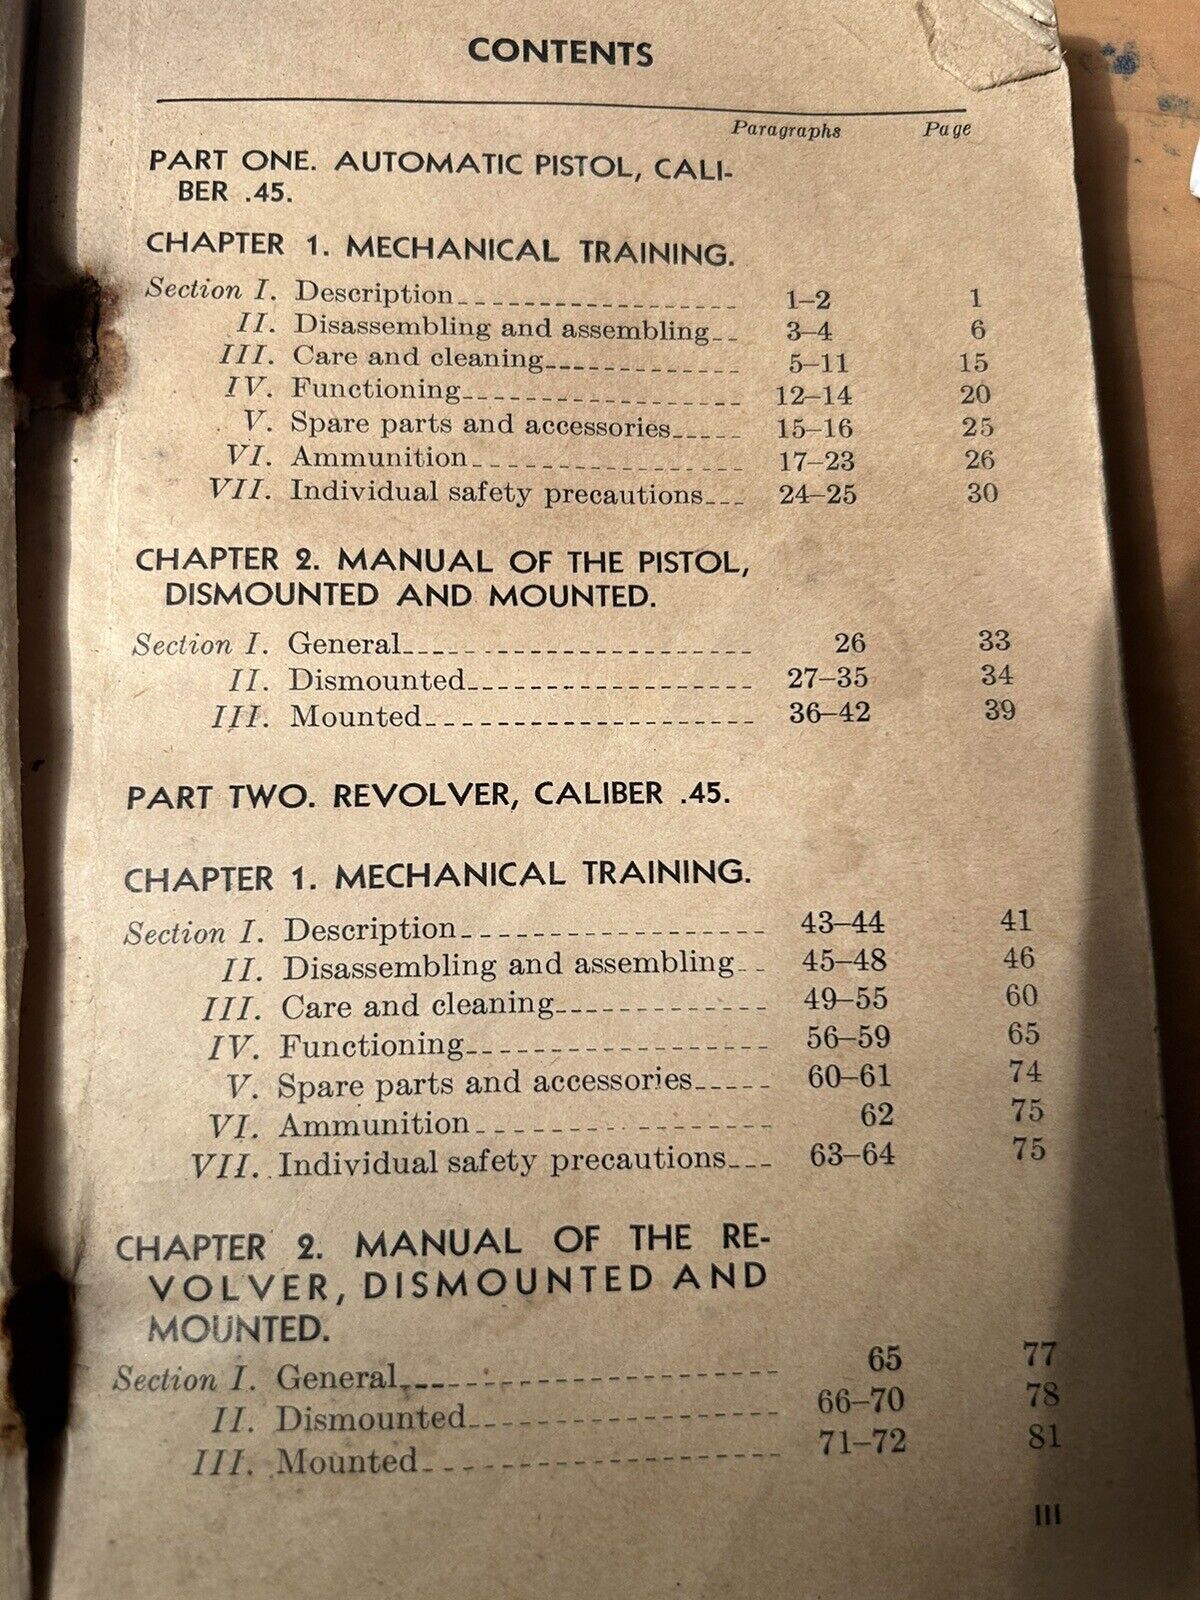 CONTENTS
Paragraphs Page
PART ONE. AUTOMATIC PISTOL, CALI-
BER .45.
CHAPTER 1. MECHANICAL TRAINING.
Section I. Description 1–2 1
II. Disassembling and assembling 3–4 6
III. Care and cleaning 5–11 15
IV. Functioning 12–14 20
V. Spare parts and accessories 15–16 25
VI. Ammunition 17–23 26
VII. Individual safety precautions 24–25 30
CHAPTER 2. MANUAL OF THE PISTOL,
DISMOUNTED AND MOUNTED.
Section I. General 26 33
II. Dismounted 27–35 34
III. Mounted 36–42 39
PART TWO. REVOLVER, CALIBER .45.
CHAPTER 1. MECHANICAL TRAINING.
Section I. Description 43–44 41
II. Disassembling and assembling 45–48 46
III. Care and cleaning 49–55 60
IV. Functioning 56–59 65
V. Spare parts and accessories 60–61 74
VI. Ammunition 62 75
VII. Individual safety precautions 63–64 75
CHAPTER 2. MANUAL OF THE RE-
VOLVER, DISMOUNTED AND
MOUNTED.
Section I. General 65 77
II. Dismounted 66–70 78
III. Mounted 71–72 81
III